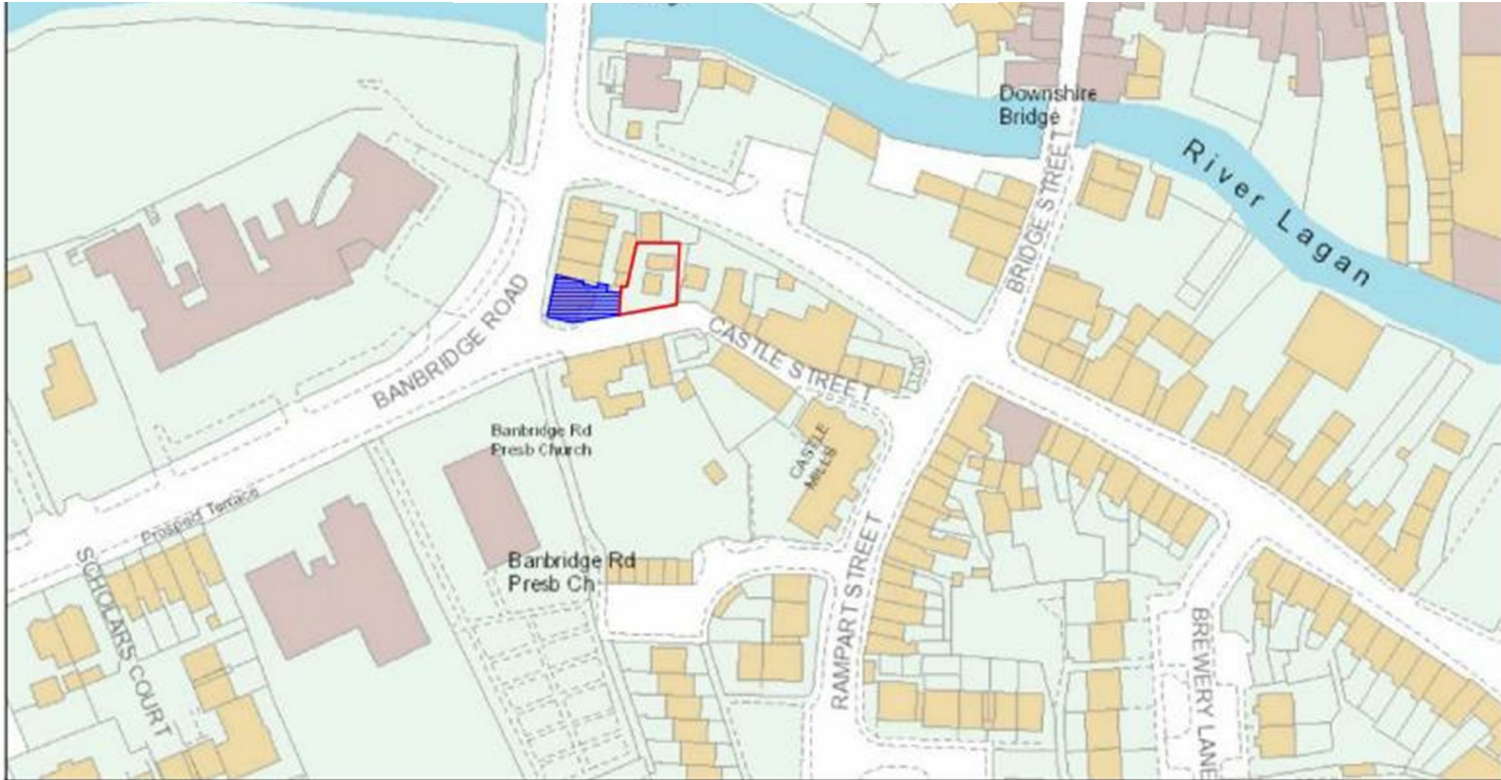 Downshire
Bridge
River Lagan
BRIDGE STREET
BANBRIDGE ROAD
CASTLE STREET
Banbridge Rd
Presb Church
CASTLE
MILLS
Prospect Terrace
Banbridge Rd
Presb Ch
SCHOLARS COURT
RAMPART STREET
BREWERY LANE